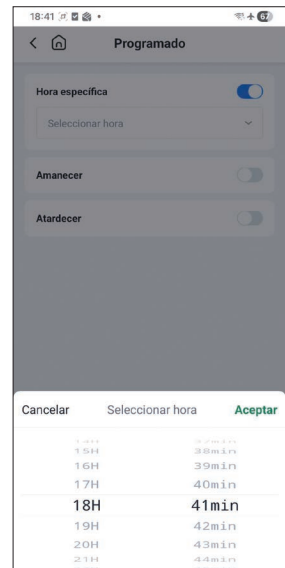 18:41 67
Programado
Hora específica
Seleccionar hora
Amanecer
Atardecer
Cancelar Seleccionar hora Aceptar
15H 38min
16H 39min
17H 40min
18H 41min
19H 42min
20H 43min
21H 44min